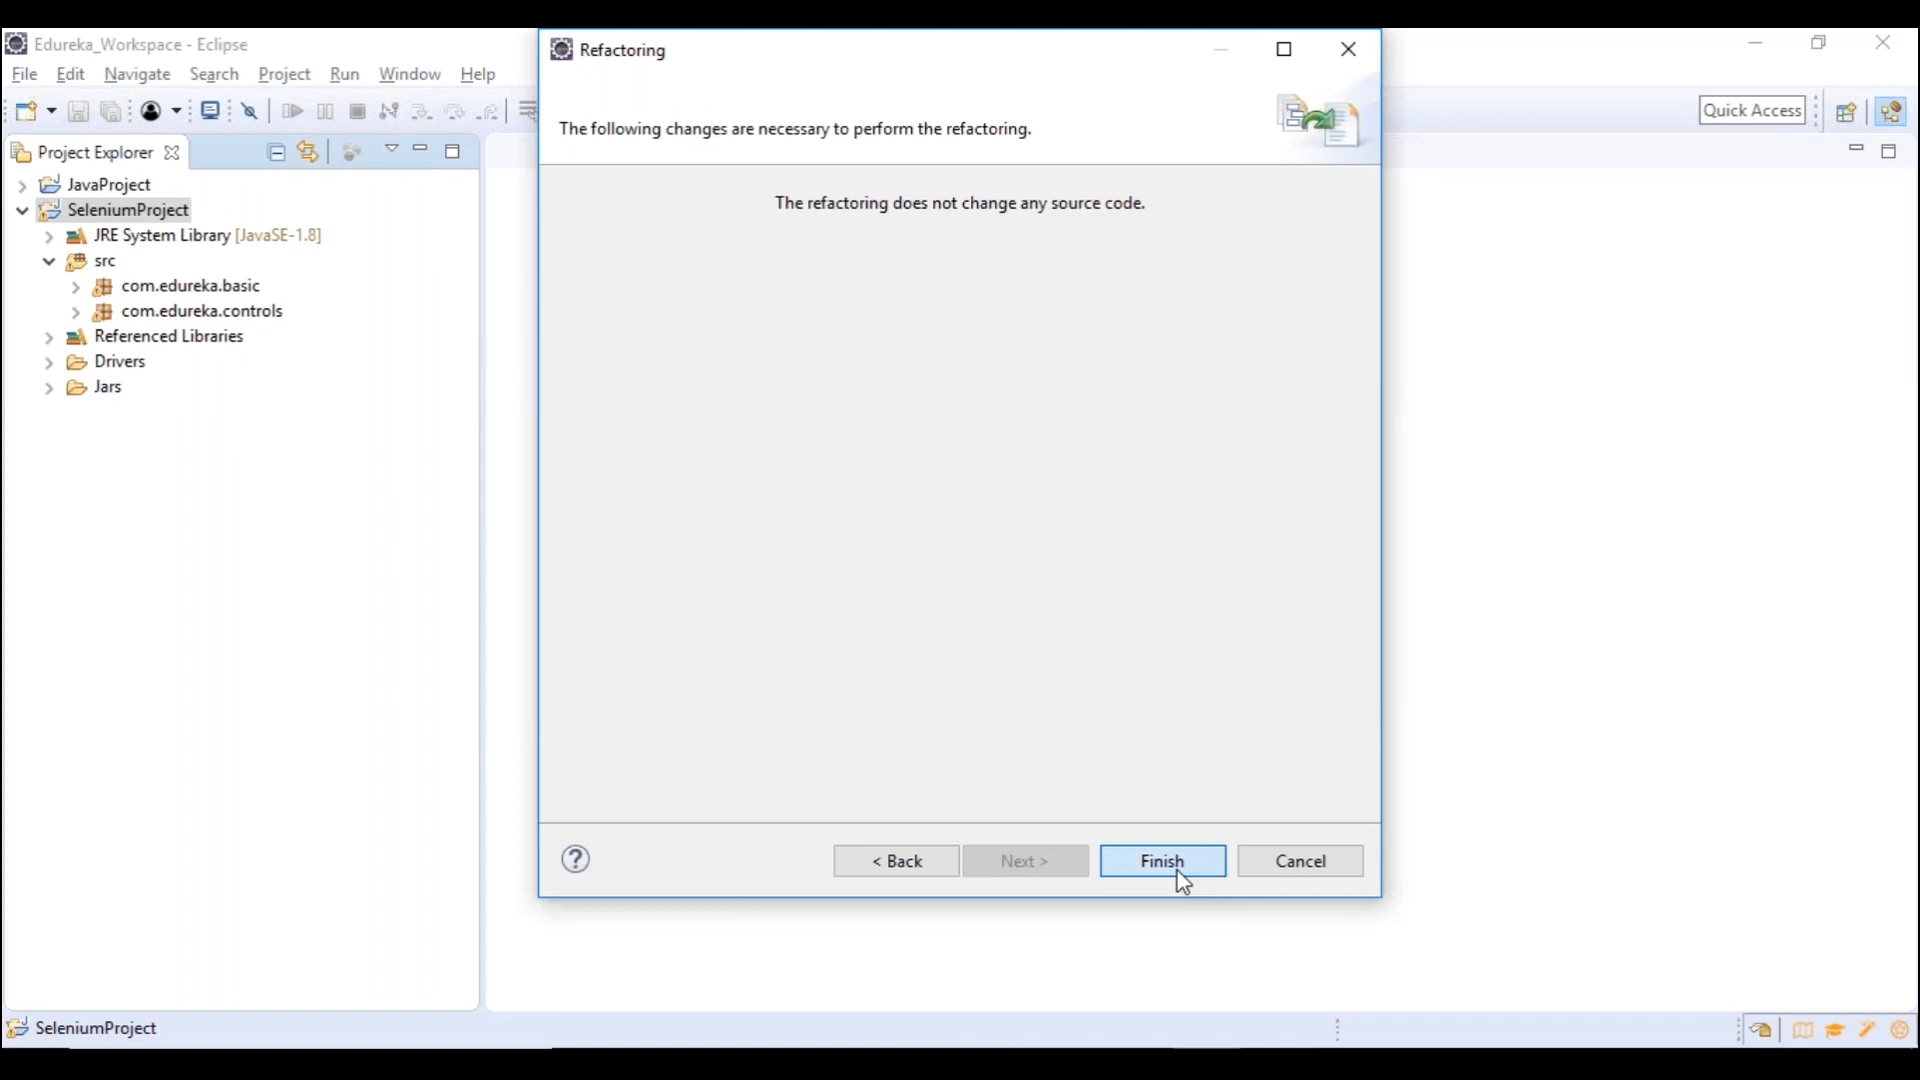 Edureka_Workspace - Eclipse
File Edit Navigate Search Project Run Window Help
Quick Access
Project Explorer
JavaProject
SeleniumProject
JRE System Library [JavaSE-1.8]
src
com.edureka.basic
com.edureka.controls
Referenced Libraries
Drivers
Jars
Refactoring
The following changes are necessary to perform the refactoring.
The refactoring does not change any source code.
< Back Next > Finish Cancel
SeleniumProject